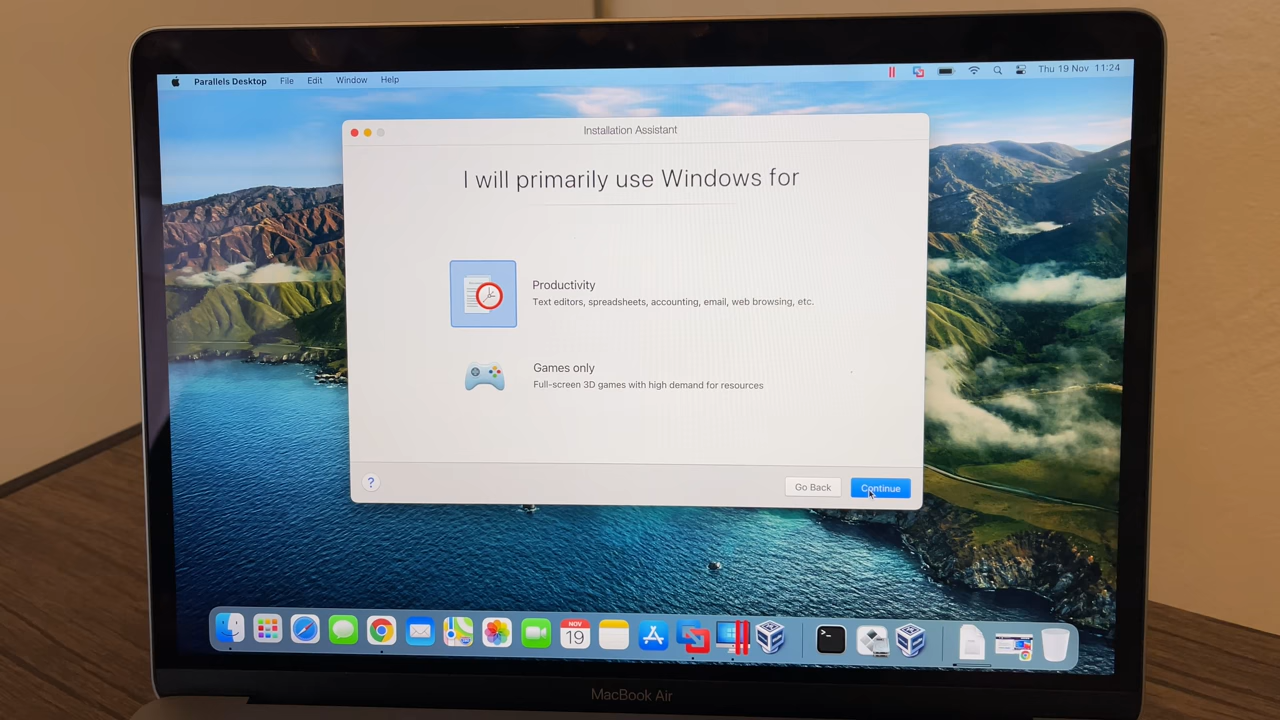 Parallels Desktop File Edit Window Help Thu 19 Nov 11:24
Installation Assistant
I will primarily use Windows for
Productivity
Text editors, spreadsheets, accounting, email, web browsing, etc.
Games only
Full-screen 3D games with high demand for resources
? Go Back Continue
NOV
19
MacBook Air